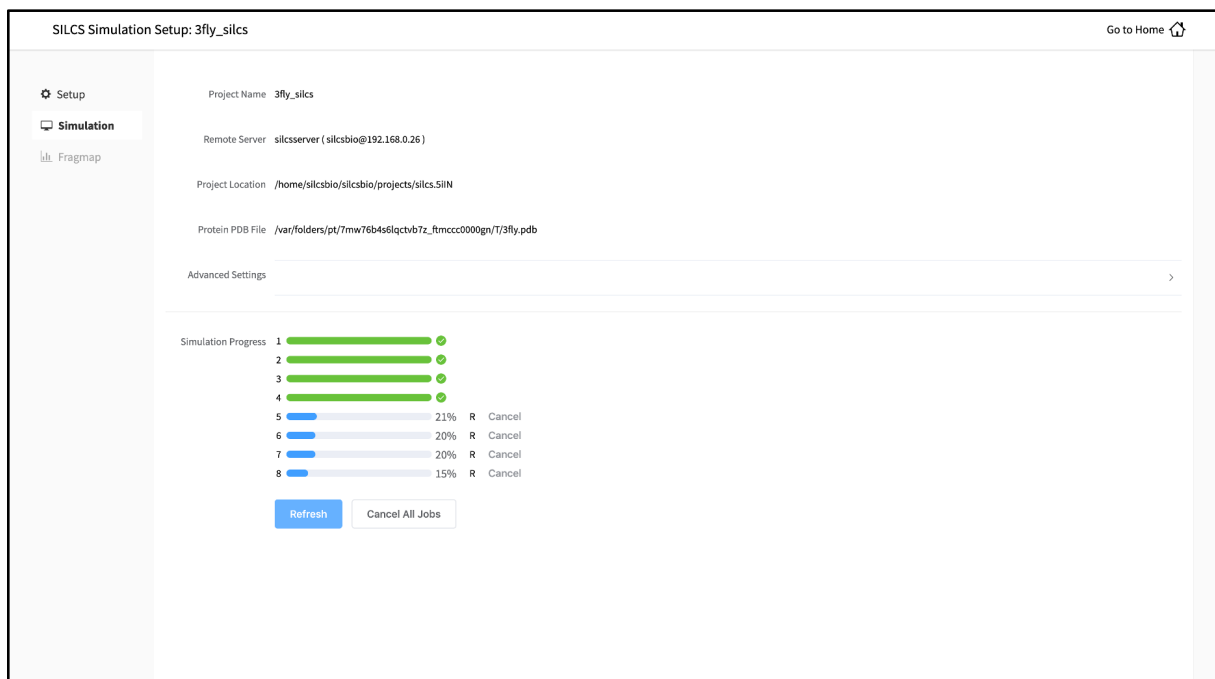 SILCS Simulation Setup: 3fly_silcs
Go to Home
Setup
Simulation
Fragmap
Project Name 3fly_silcs
Remote Server silcsserver ( silcsbio@192.168.0.26 )
Project Location /home/silcsbio/silcsbio/projects/silcs.5iIN
Protein PDB File /var/folders/pt/7mw76b4s6lqctvb7z_ftmccc0000gn/T/3fly.pdb
Advanced Settings
Simulation Progress 1
2
3
4
5 21% R Cancel
6 20% R Cancel
7 20% R Cancel
8 15% R Cancel
Refresh Cancel All Jobs